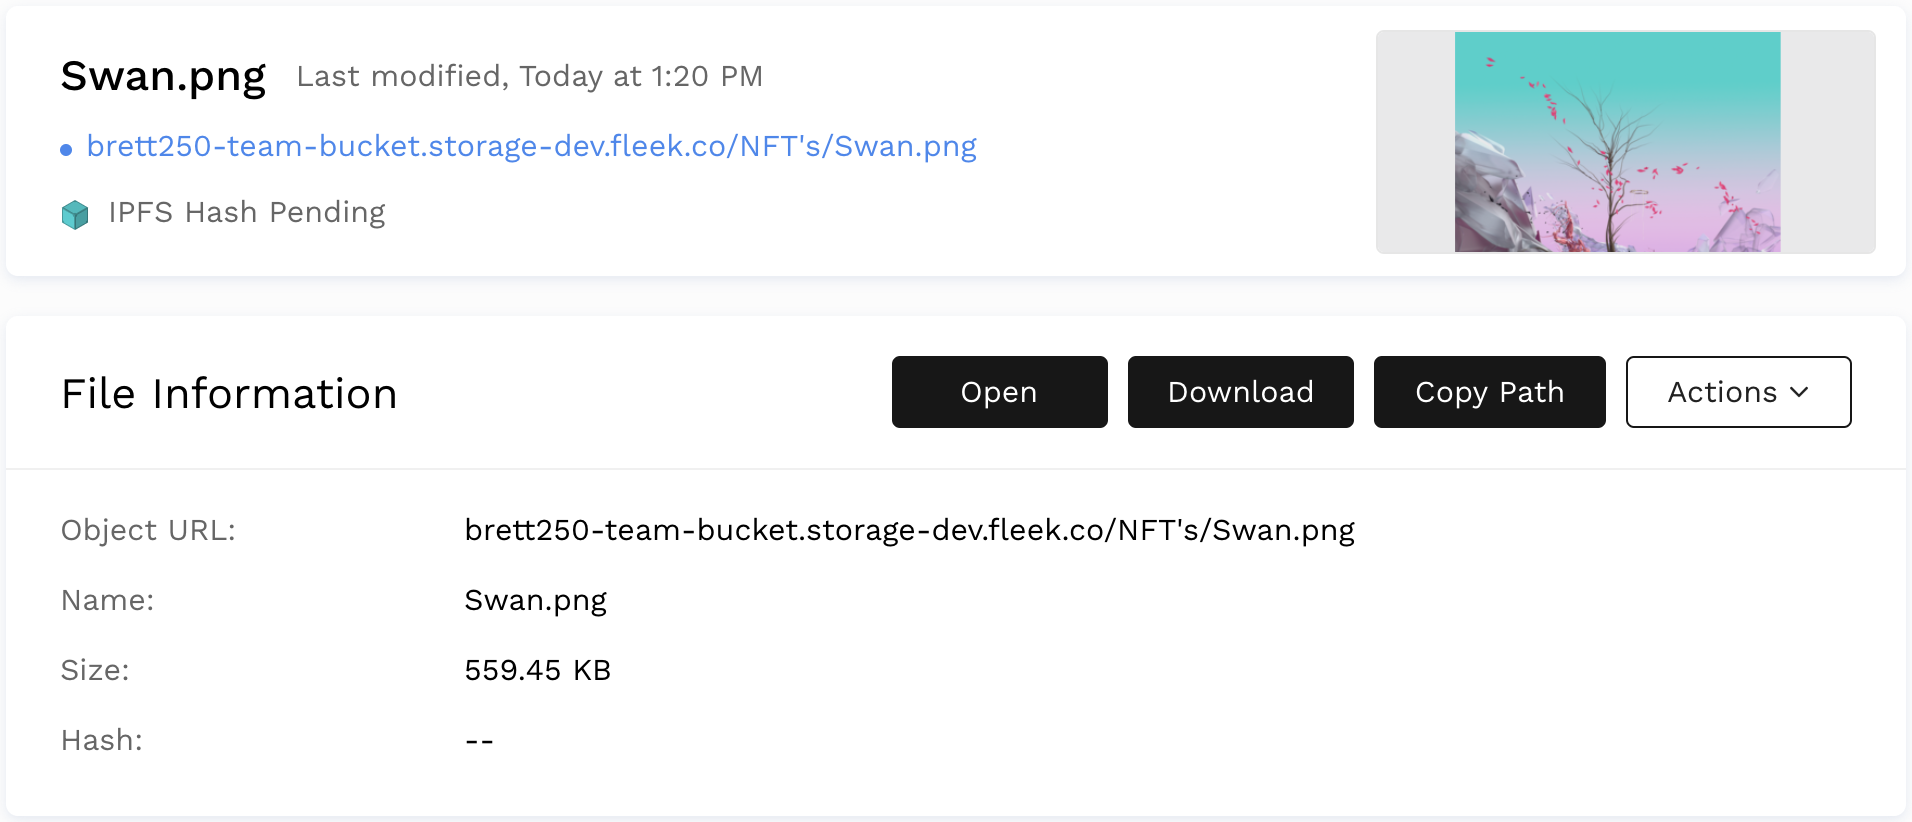 Swan.png Last modified, Today at 1:20 PM
brett250-team-bucket.storage-dev.fleek.co/NFT's/Swan.png
IPFS Hash Pending
File Information
Open
Download
Copy Path
Actions
Object URL: brett250-team-bucket.storage-dev.fleek.co/NFT's/Swan.png
Name: Swan.png
Size: 559.45 KB
Hash: --